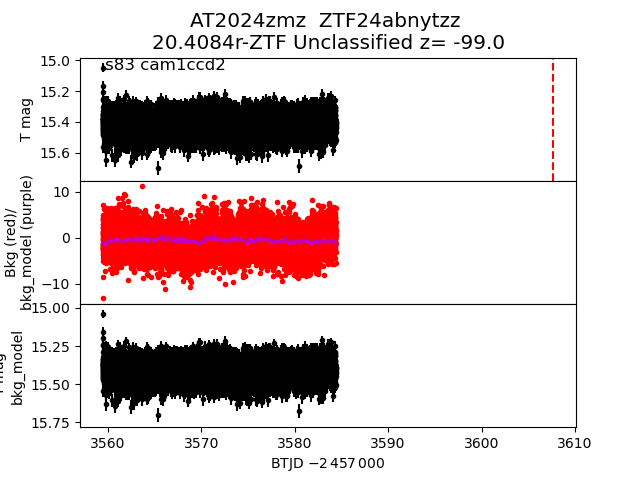 AT2024zmz  ZTF24abnytzz
20.4084r-ZTF Unclassified z= -99.0
s83 cam1ccd2
15.0
15.2
15.4
15.6
T mag
10
0
−10
Bkg (red)/
bkg_model (purple)
15.00
15.25
15.50
15.75
bkg_model
3560
3570
3580
3590
3600
3610
BTJD −2 457 000